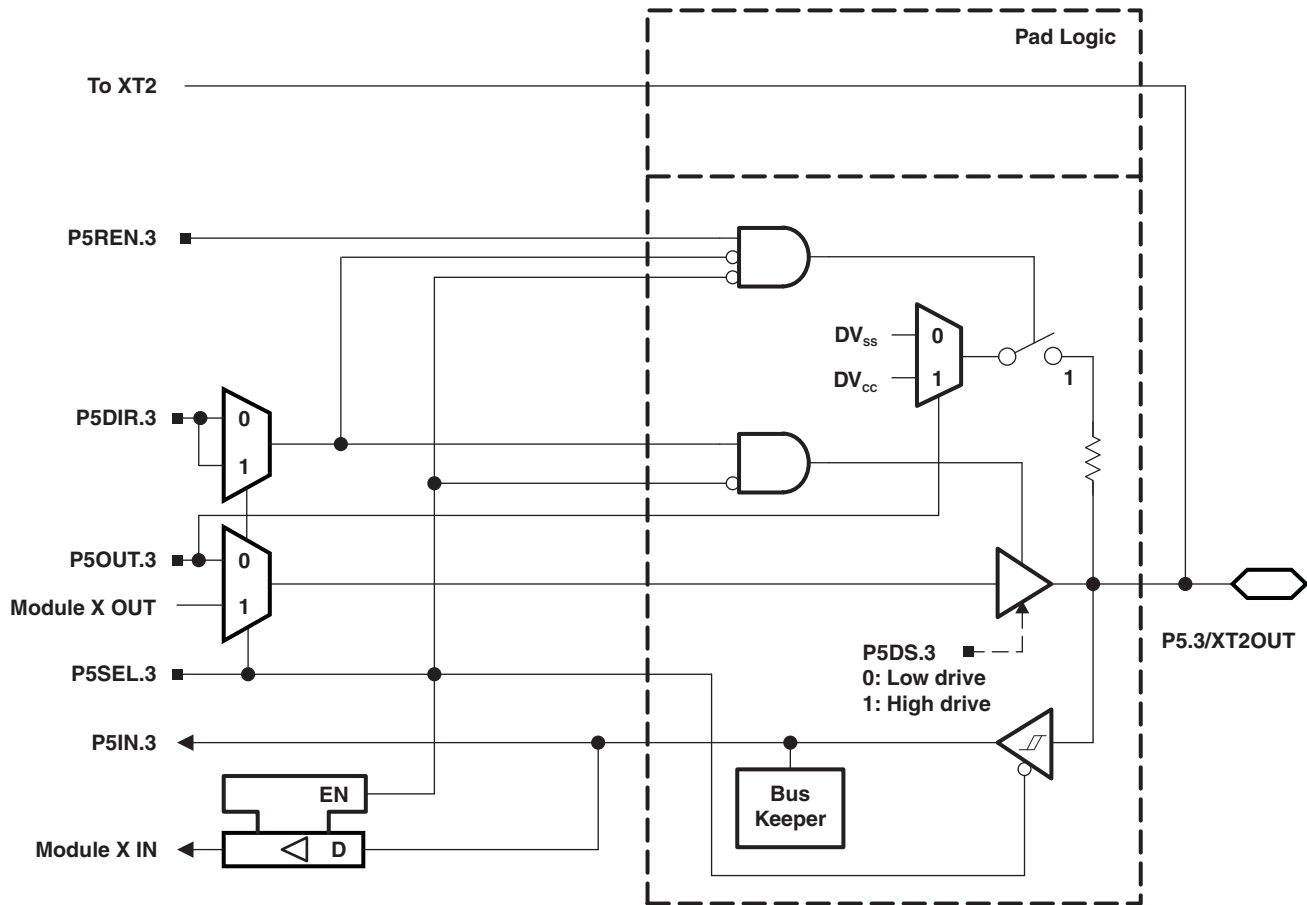 Pad Logic
To XT2
P5REN.3
DVss
0
DVcc
1
1
P5DIR.3
0
1
P5OUT.3
0
Module X OUT
1
P5DS.3
0: Low drive
1: High drive
P5.3/XT2OUT
P5SEL.3
P5IN.3
EN
Bus
Keeper
Module X IN
D